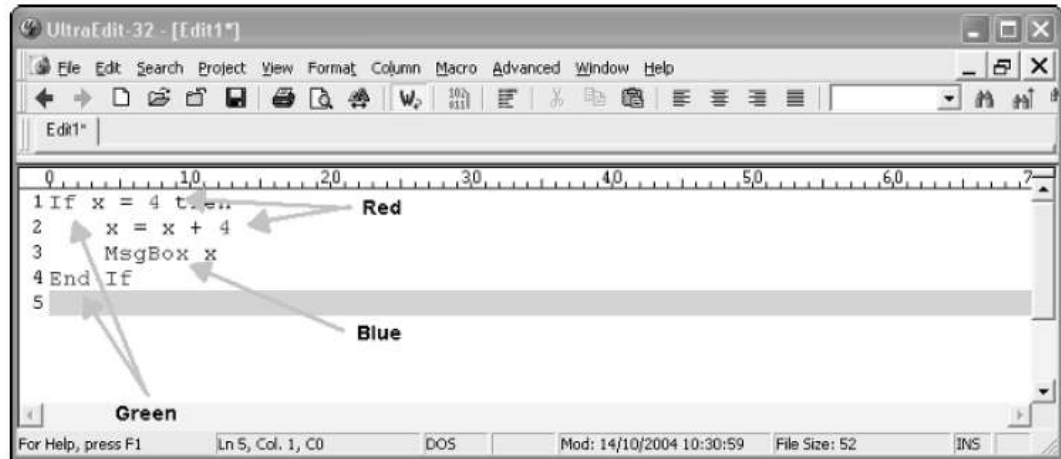 UltraEdit-32 - [Edit1*]
File Edit Search Project View Format Column Macro Advanced Window Help
Edit1*
0 10 20 30 40 50 60 7
1 If x = 4 then
2 x = x + 4
3 MsgBox x
4 End If
5
Red
Blue
Green
For Help, press F1 Ln 5, Col. 1, C0 DOS Mod: 14/10/2004 10:30:59 File Size: 52 INS